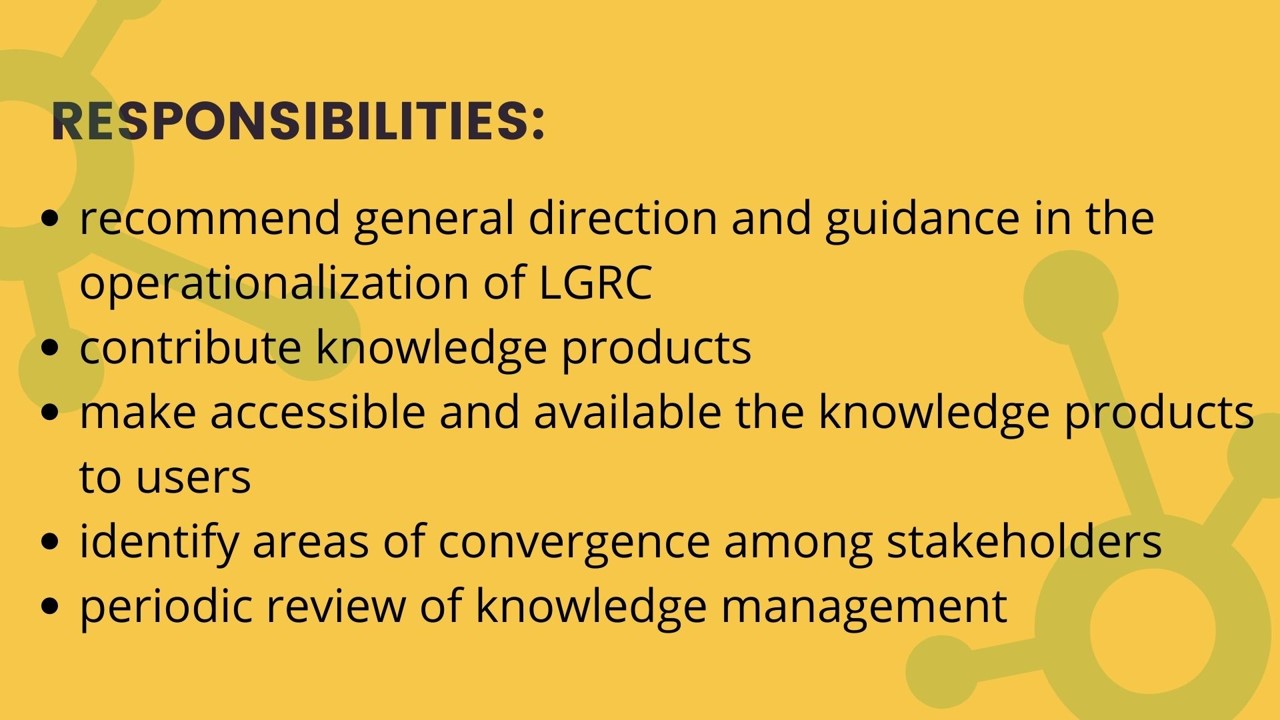 RESPONSIBILITIES:
• recommend general direction and guidance in the
operationalization of LGRC
• contribute knowledge products
• make accessible and available the knowledge products
to users
• identify areas of convergence among stakeholders
• periodic review of knowledge management